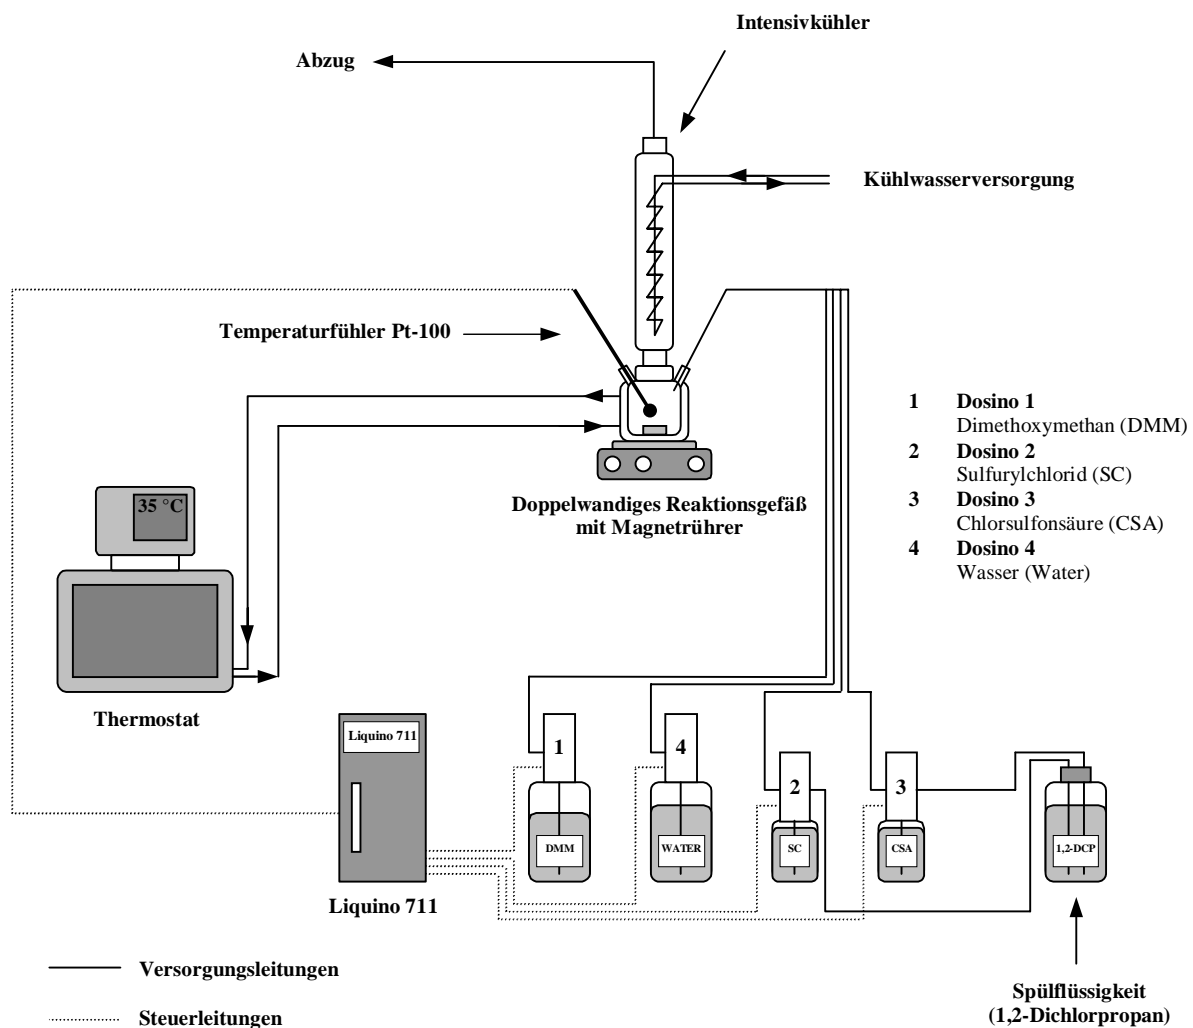 Intensivkühler
Abzug
Kühlwasserversorgung
Temperaturfühler Pt-100
1 Dosino 1
Dimethoxymethan (DMM)
2 Dosino 2
Sulfurylchlorid (SC)
3 Dosino 3
Chlorsulfonsäure (CSA)
4 Dosino 4
Wasser (Water)
35 °C
Doppelwandiges Reaktionsgefäß
mit Magnetrührer
Thermostat
Liquino 711
1
4
2
3
DMM
WATER
SC
CSA
1,2-DCP
Liquino 711
Versorgungsleitungen
Steuerleitungen
Spülflüssigkeit
(1,2-Dichlorpropan)